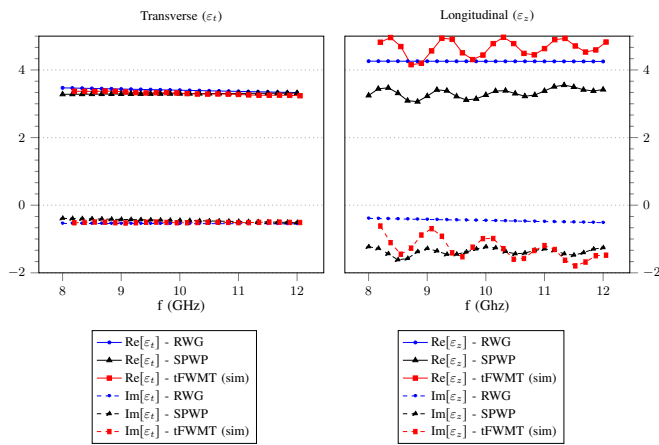 Transverse (εt)
Longitudinal (εz)
4
2
0
−2
8 9 10 11 12
f (GHz)
8 9 10 11 12
f (Ghz)
Re[εt] - RWG
Re[εt] - SPWP
Re[εt] - tFWMT (sim)
Im[εt] - RWG
Im[εt] - SPWP
Im[εt] - tFWMT (sim)
4
2
0
−2
Re[εz] - RWG
Re[εz] - SPWP
Re[εz] - tFWMT (sim)
Im[εz] - RWG
Im[εz] - SPWP
Im[εz] - tFWMT (sim)